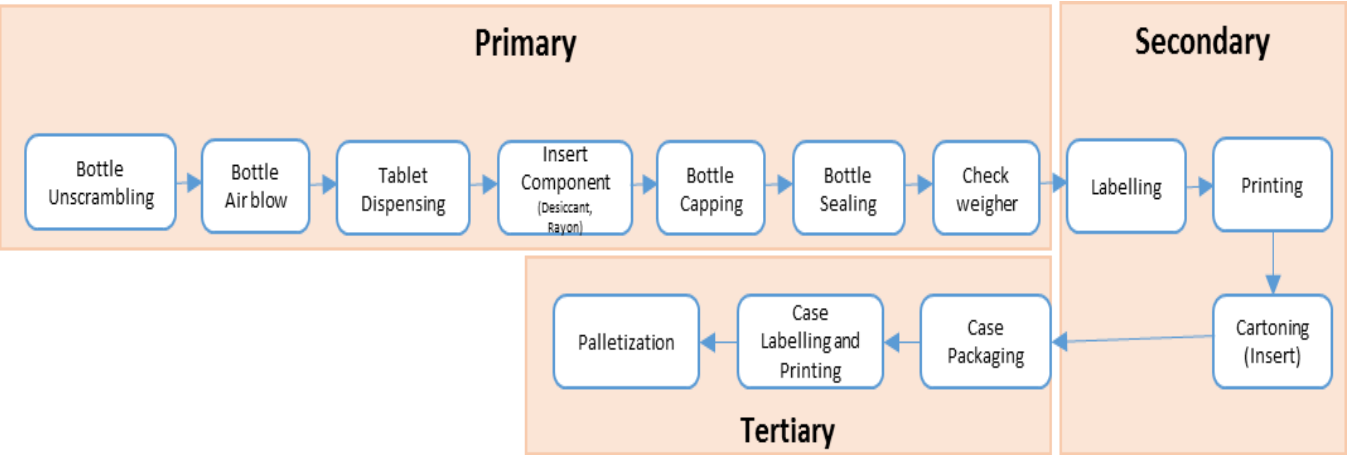 Primary
Secondary
Bottle
Unscrambling
Bottle
Air blow
Tablet
Dispensing
Insert
Component
(Desiccant,
Rayon)
Bottle
Capping
Bottle
Sealing
Check
weigher
Labelling
Printing
Cartoning
(Insert)
Case
Packaging
Case
Labelling and
Printing
Palletization
Tertiary